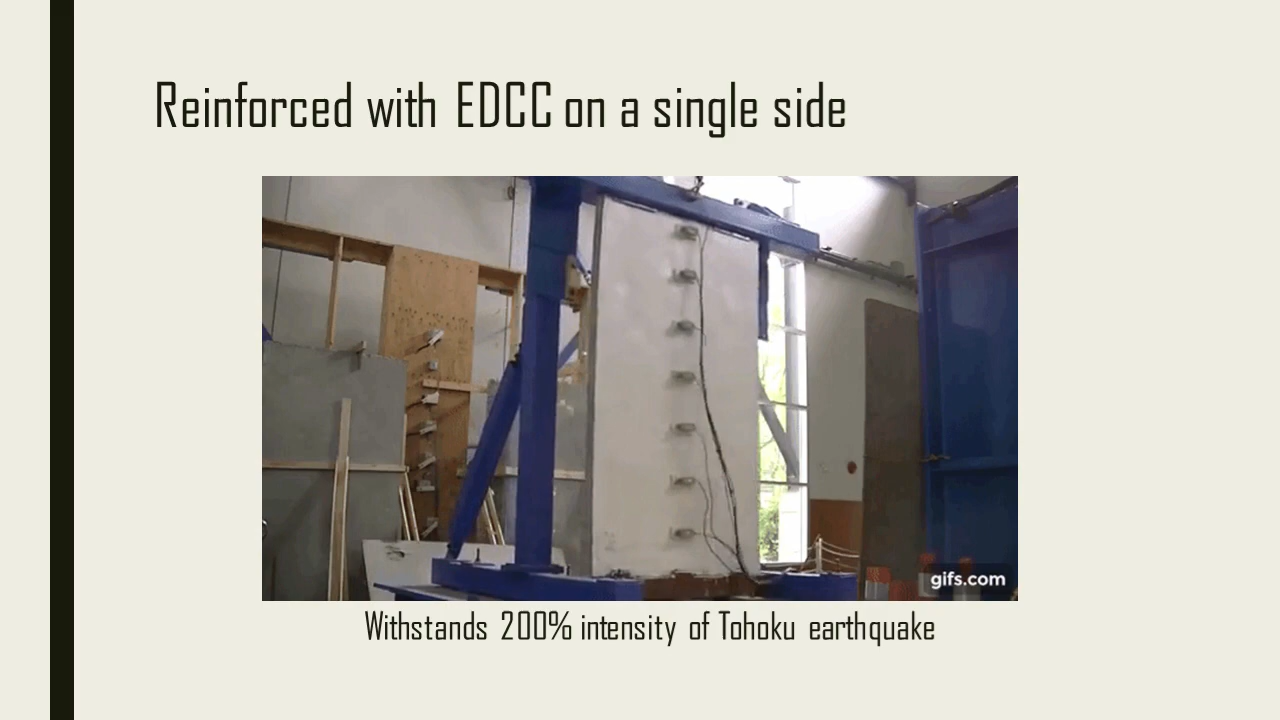 Reinforced with EDCC on a single side
gifs.com
Withstands 200% intensity of Tohoku earthquake